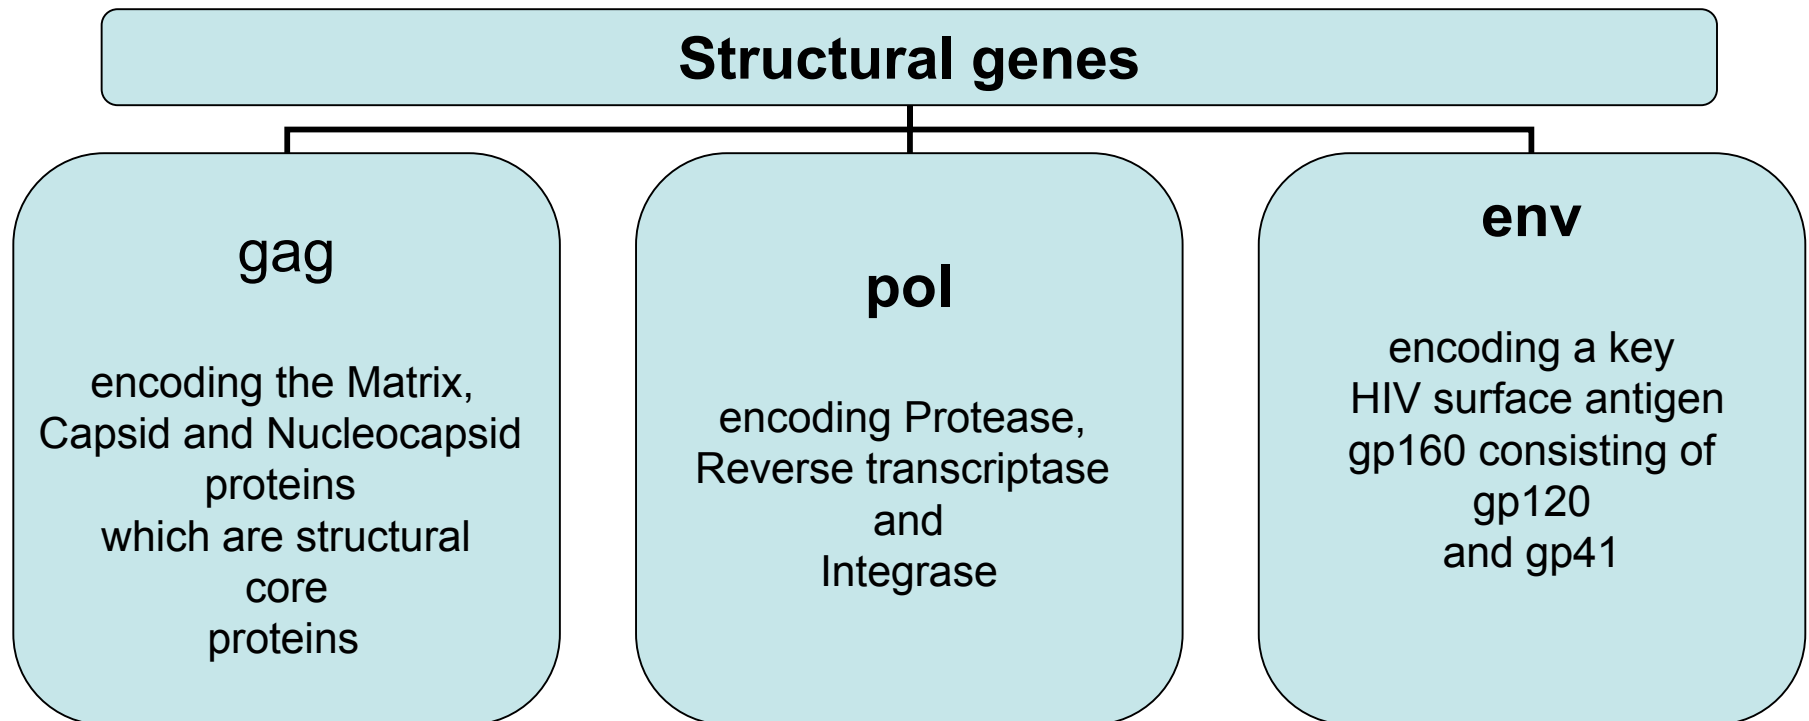 Structural genes
gag
encoding the Matrix,
Capsid and Nucleocapsid
proteins
which are structural
core
proteins
pol
encoding Protease,
Reverse transcriptase
and
Integrase
env
encoding a key
HIV surface antigen
gp160 consisting of
gp120
and gp41